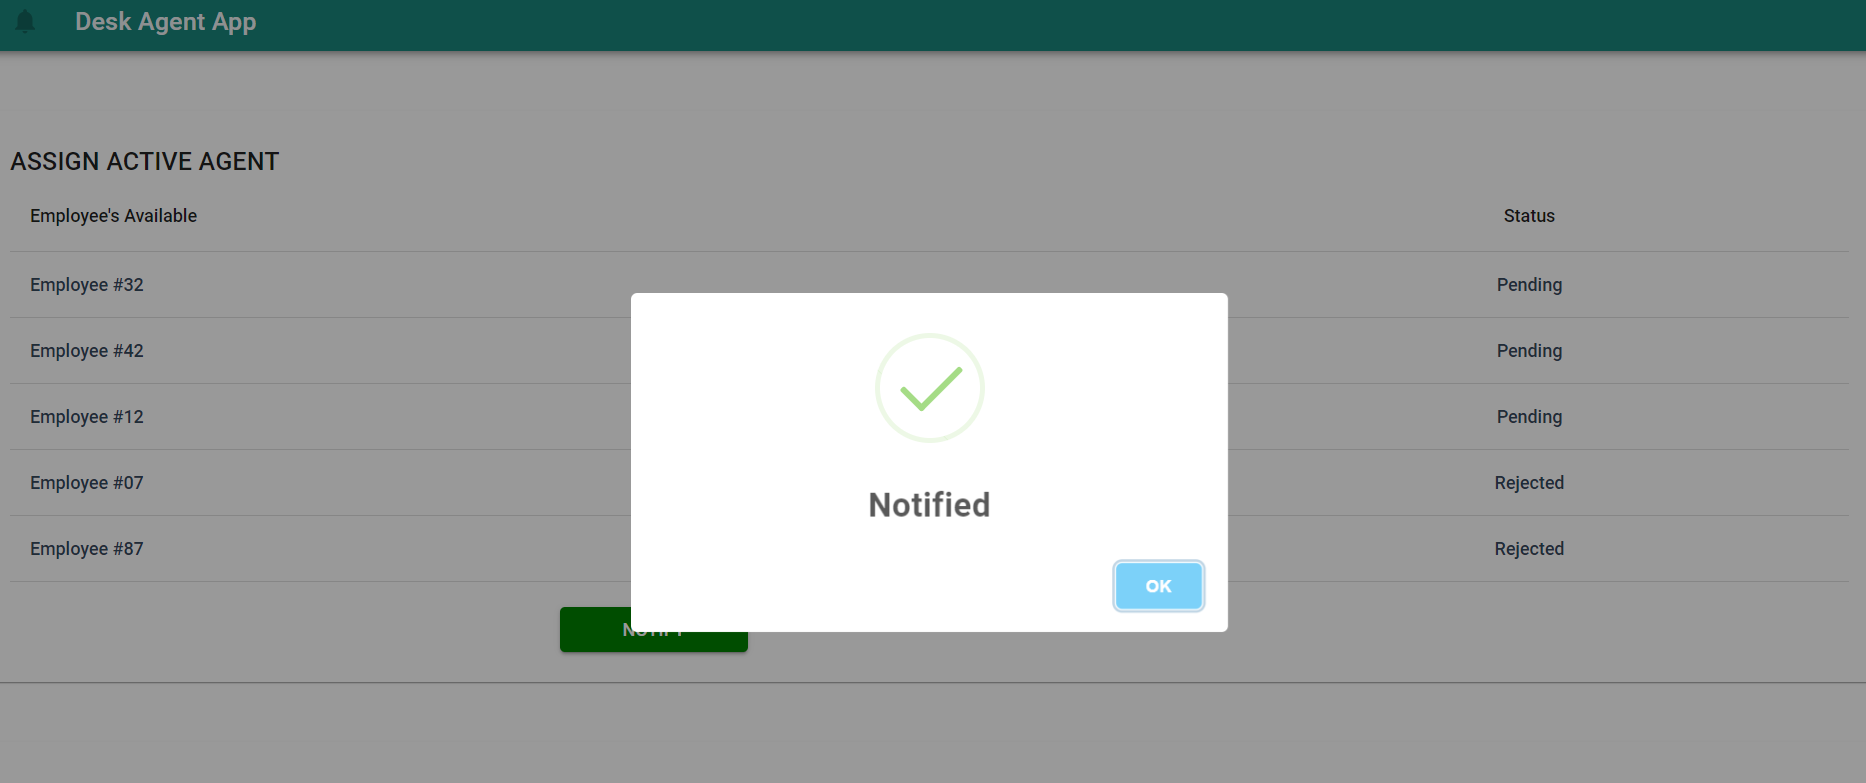 Desk Agent App
ASSIGN ACTIVE AGENT
Employee's Available Status
Employee #32 Pending
Employee #42 Pending
Employee #12 Pending
Employee #07 Rejected
Employee #87 Rejected
Notified
OK
NOTIFY